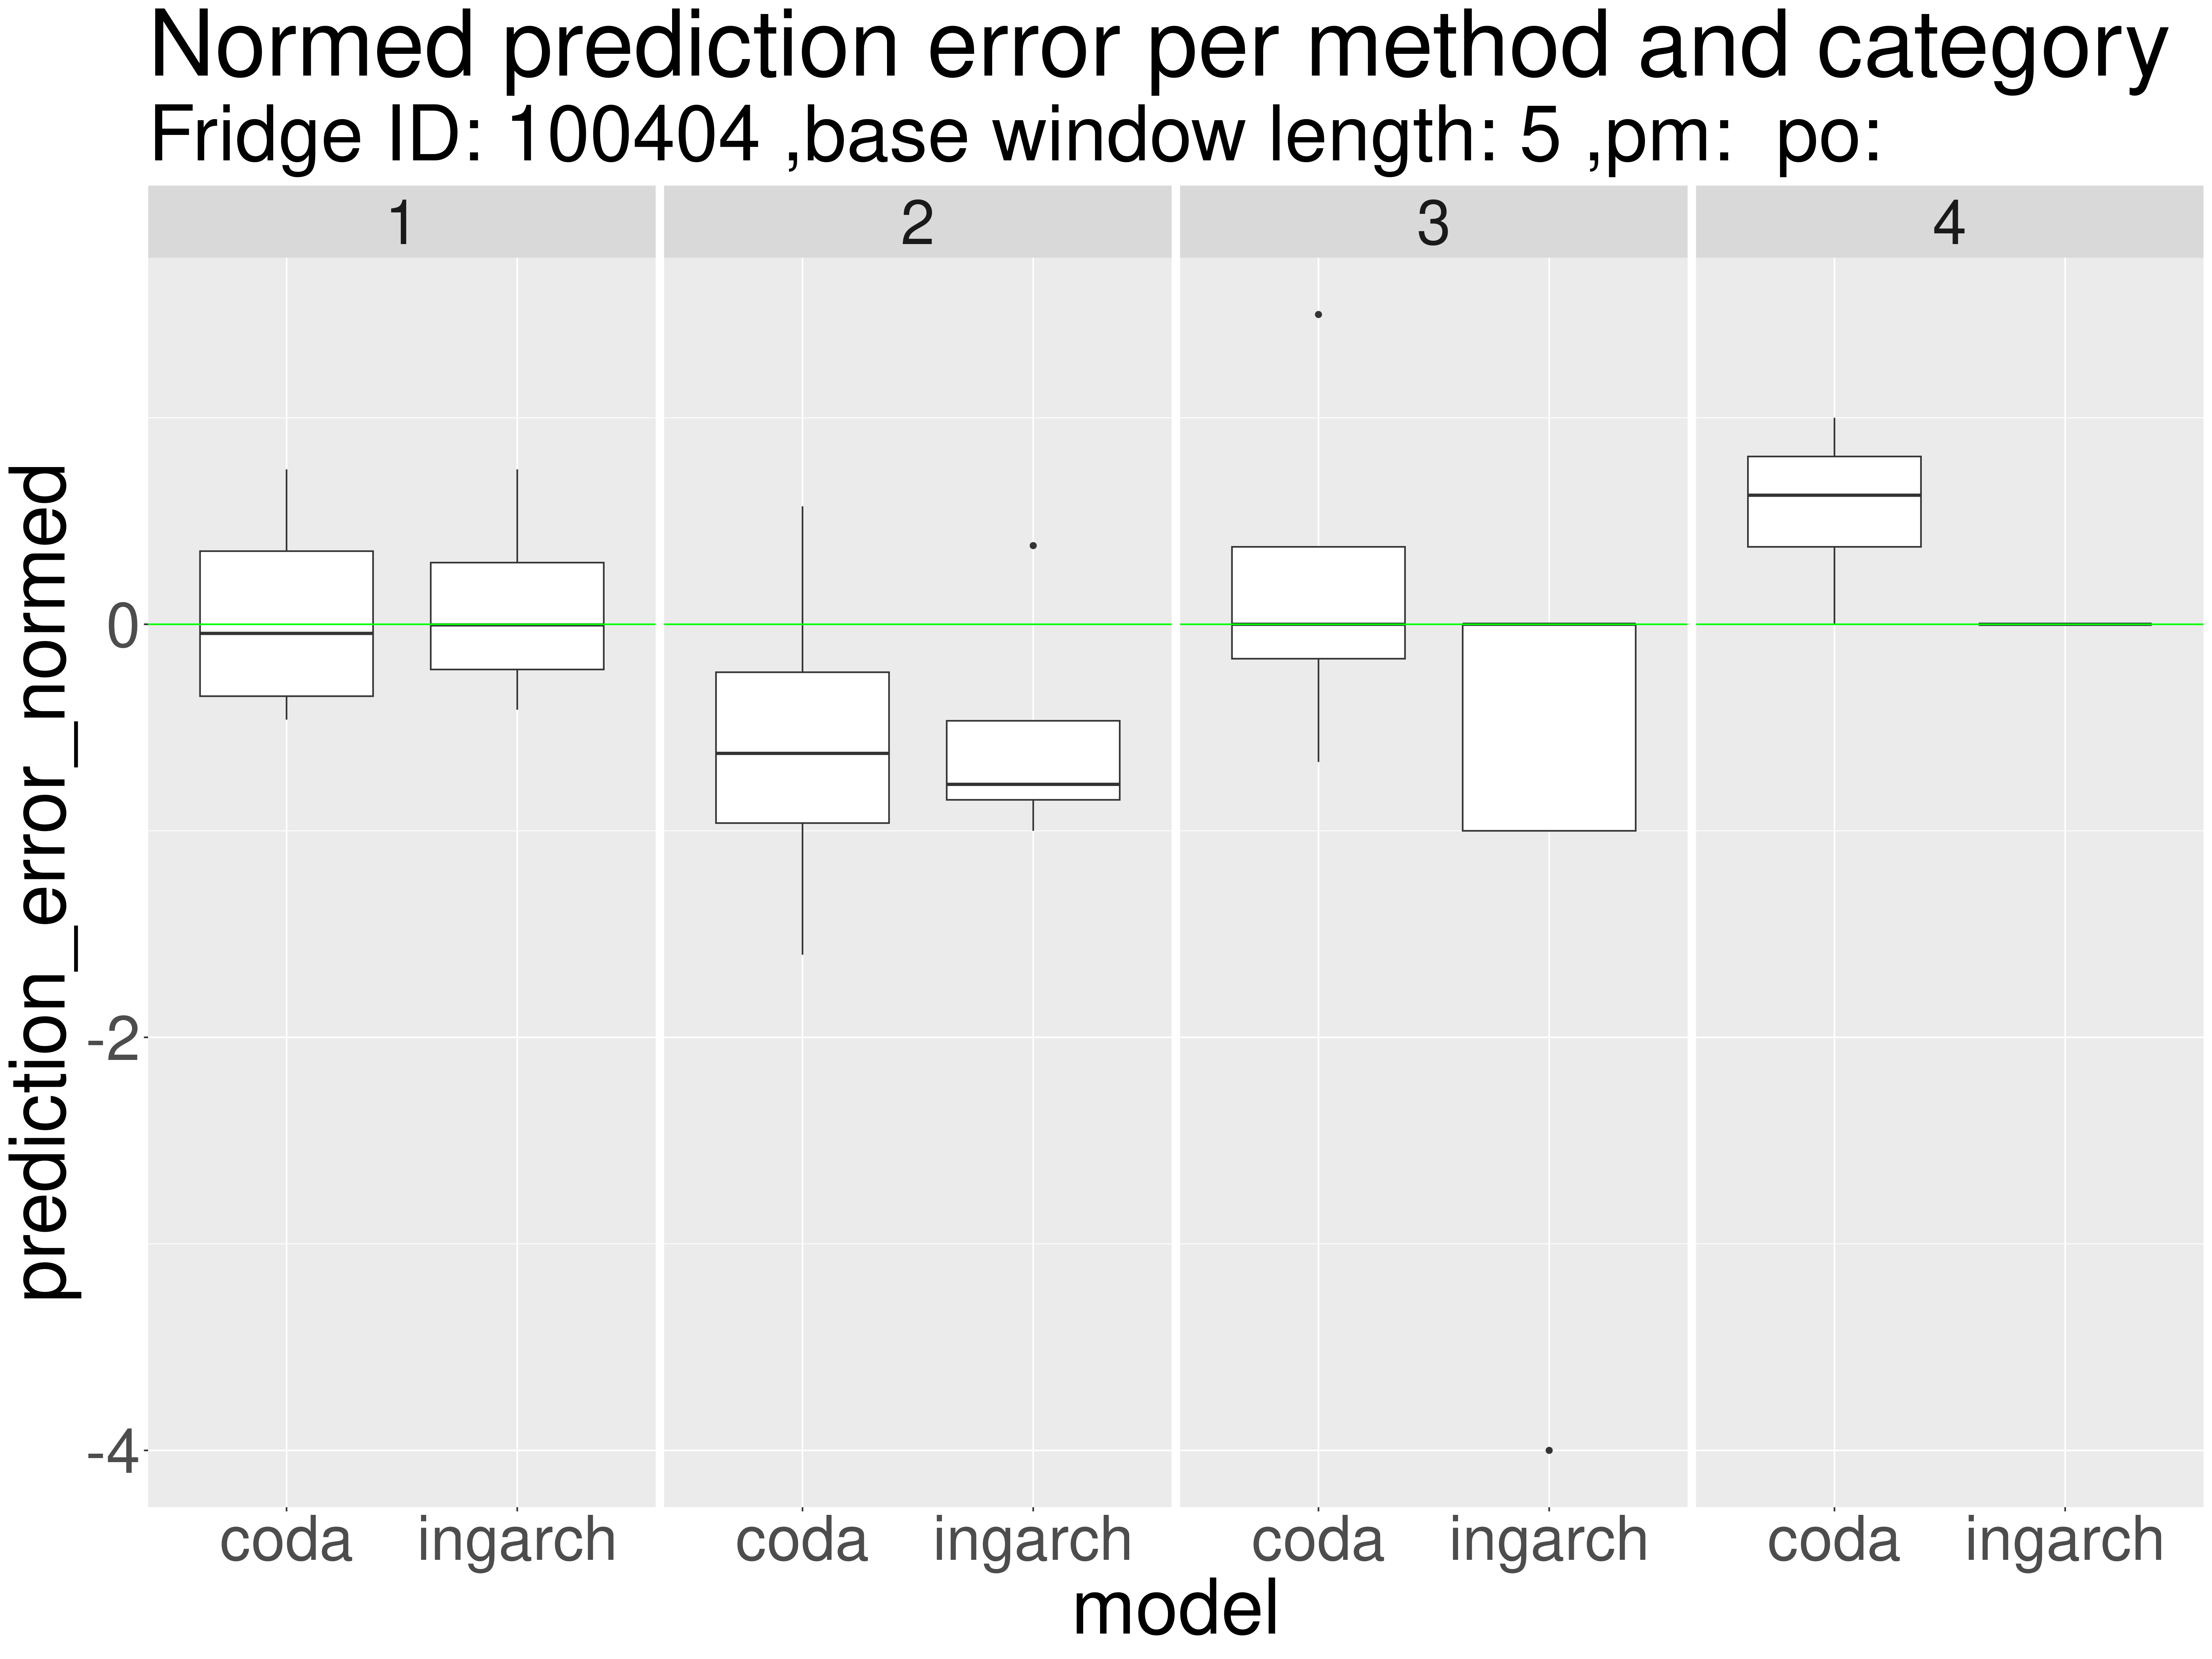 Normed prediction error per method and category
Fridge ID: 100404 ,base window length: 5 ,pm:  po:
1 2 3 4
prediction_error_normed
0
-2
-4
coda ingarch coda ingarch coda ingarch coda ingarch
model